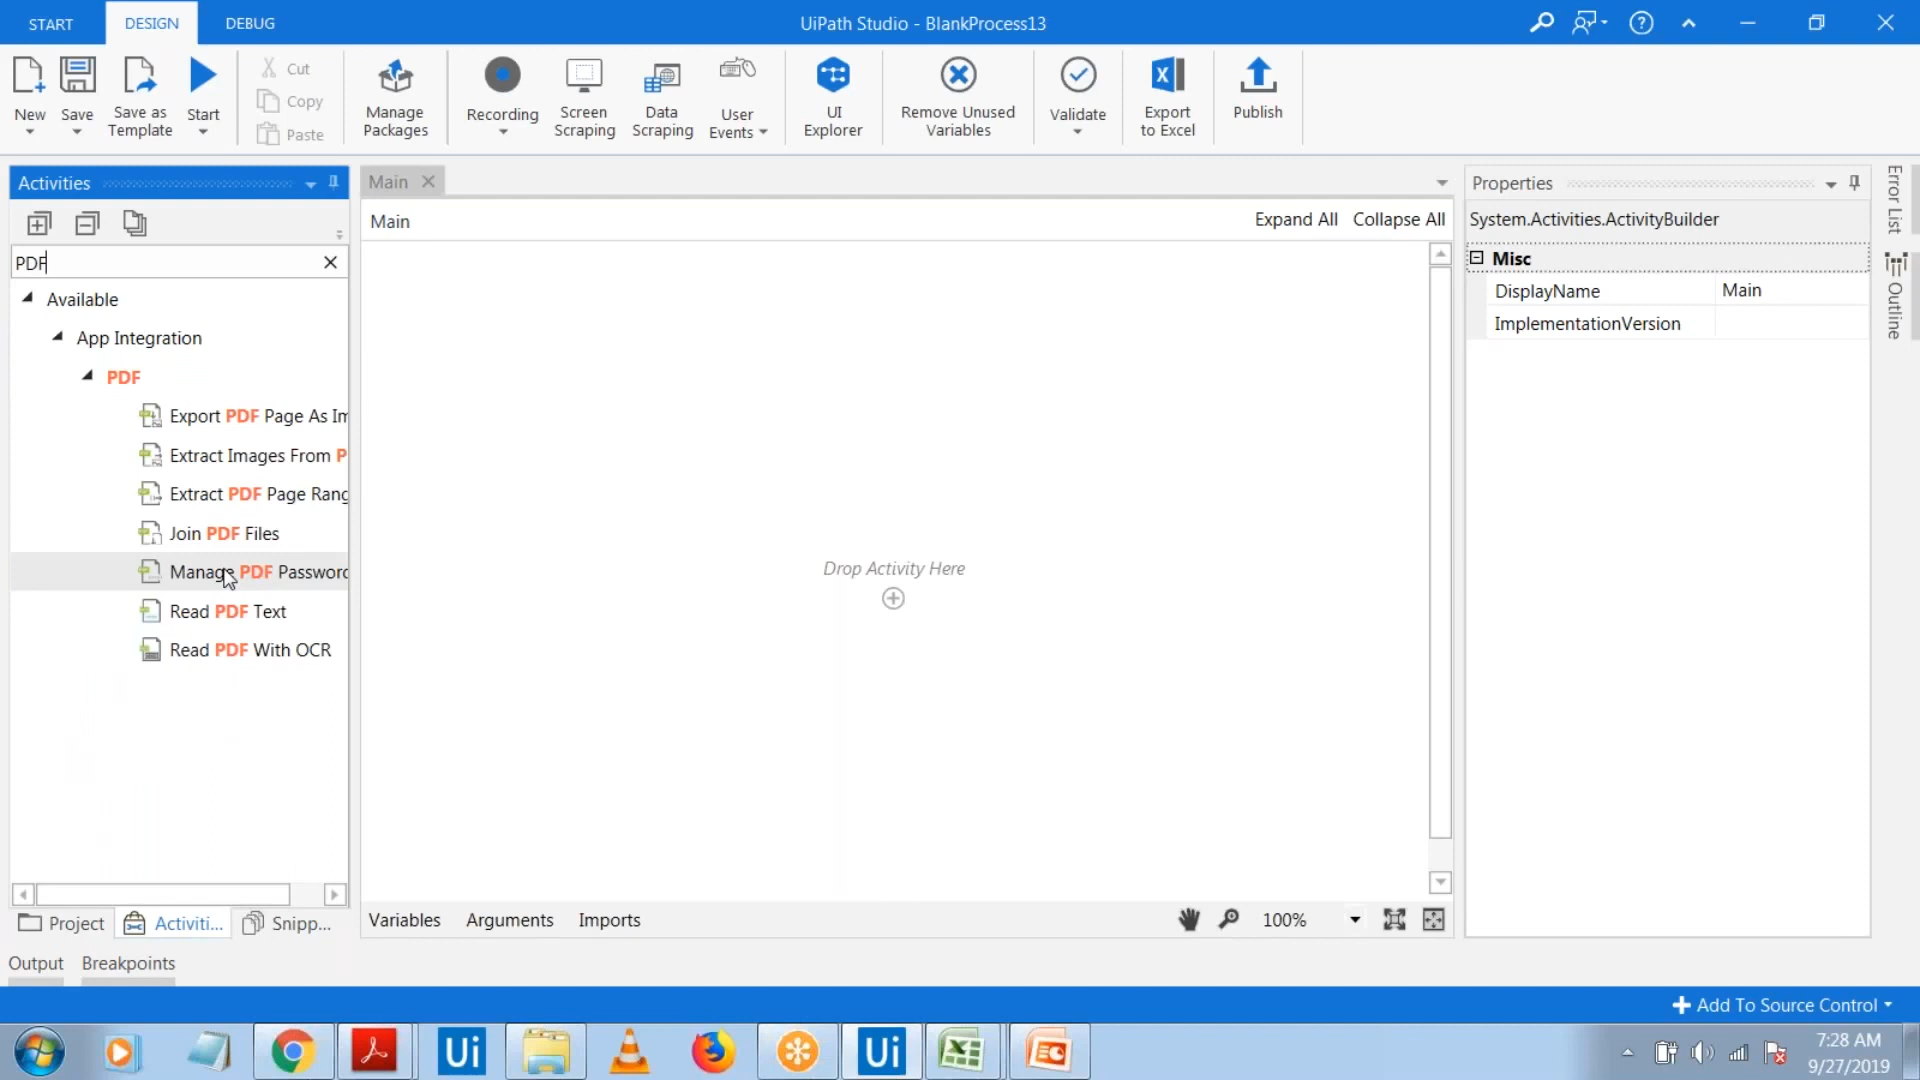 START
DESIGN
DEBUG
UiPath Studio - BlankProcess13
New
Save
Save as
Template
Start
Cut
Copy
Paste
Manage
Packages
Recording
Screen
Scraping
Data
Scraping
User
Events
UI
Explorer
Remove Unused
Variables
Validate
Export
to Excel
Publish
Activities
PDF
Available
App Integration
PDF
Export PDF Page As Im
Extract Images From P
Extract PDF Page Rang
Join PDF Files
Manage PDF Password
Read PDF Text
Read PDF With OCR
Project
Activiti...
Snipp...
Main
Main
Expand All
Collapse All
Drop Activity Here
Variables
Arguments
Imports
100%
Properties
System.Activities.ActivityBuilder
Misc
DisplayName
Main
ImplementationVersion
Error List
Outline
Output
Breakpoints
Add To Source Control
Ui
Ui
7:28 AM
9/27/2019